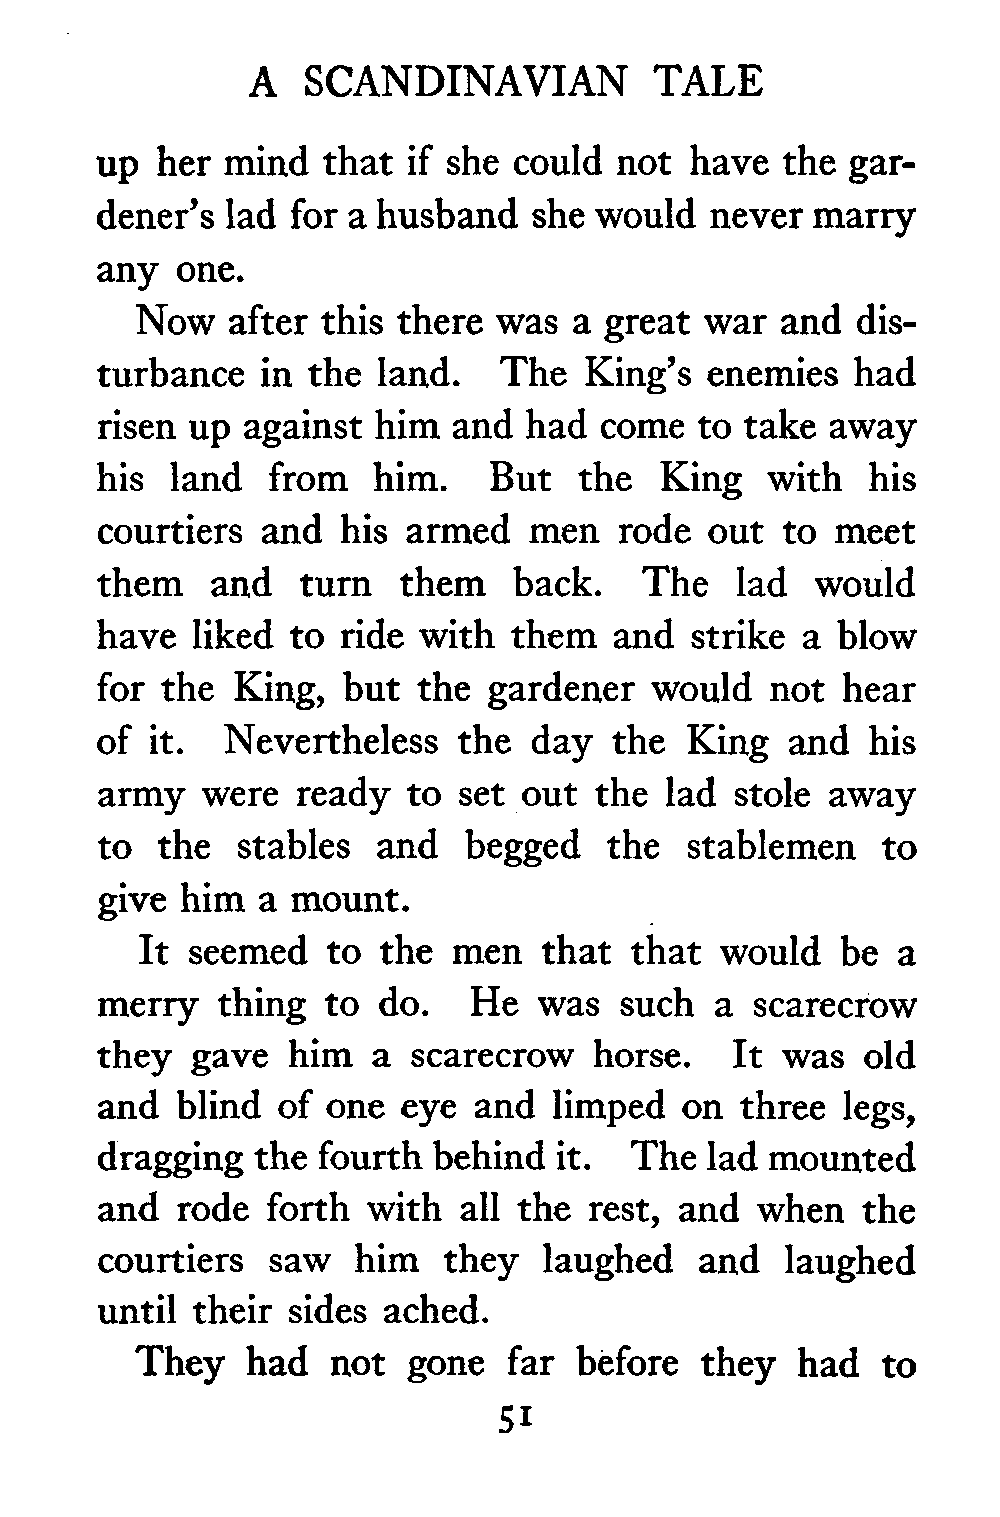 A SCANDINAVIAN TALE
up her mind that if she could not have the gar-
dener's lad for a husband she would never marry
any one.
Now after this there was a great war and dis-
turbance in the land. The King's enemies had
risen up against him and had come to take away
his land from him. But the King with his
courtiers and his armed men rode out to meet
them and turn them back. The lad would
have liked to ride with them and strike a blow
for the King, but the gardener would not hear
of it. Nevertheless the day the King and his
army were ready to set out the lad stole away
to the stables and begged the stablemen to
give him a mount.
It seemed to the men that that would be a
merry thing to do. He was such a scarecrow
they gave him a scarecrow horse. It was old
and blind of one eye and limped on three legs,
dragging the fourth behind it. The lad mounted
and rode forth with all the rest, and when the
courtiers saw him they laughed and laughed
until their sides ached.
They had not gone far before they had to
51